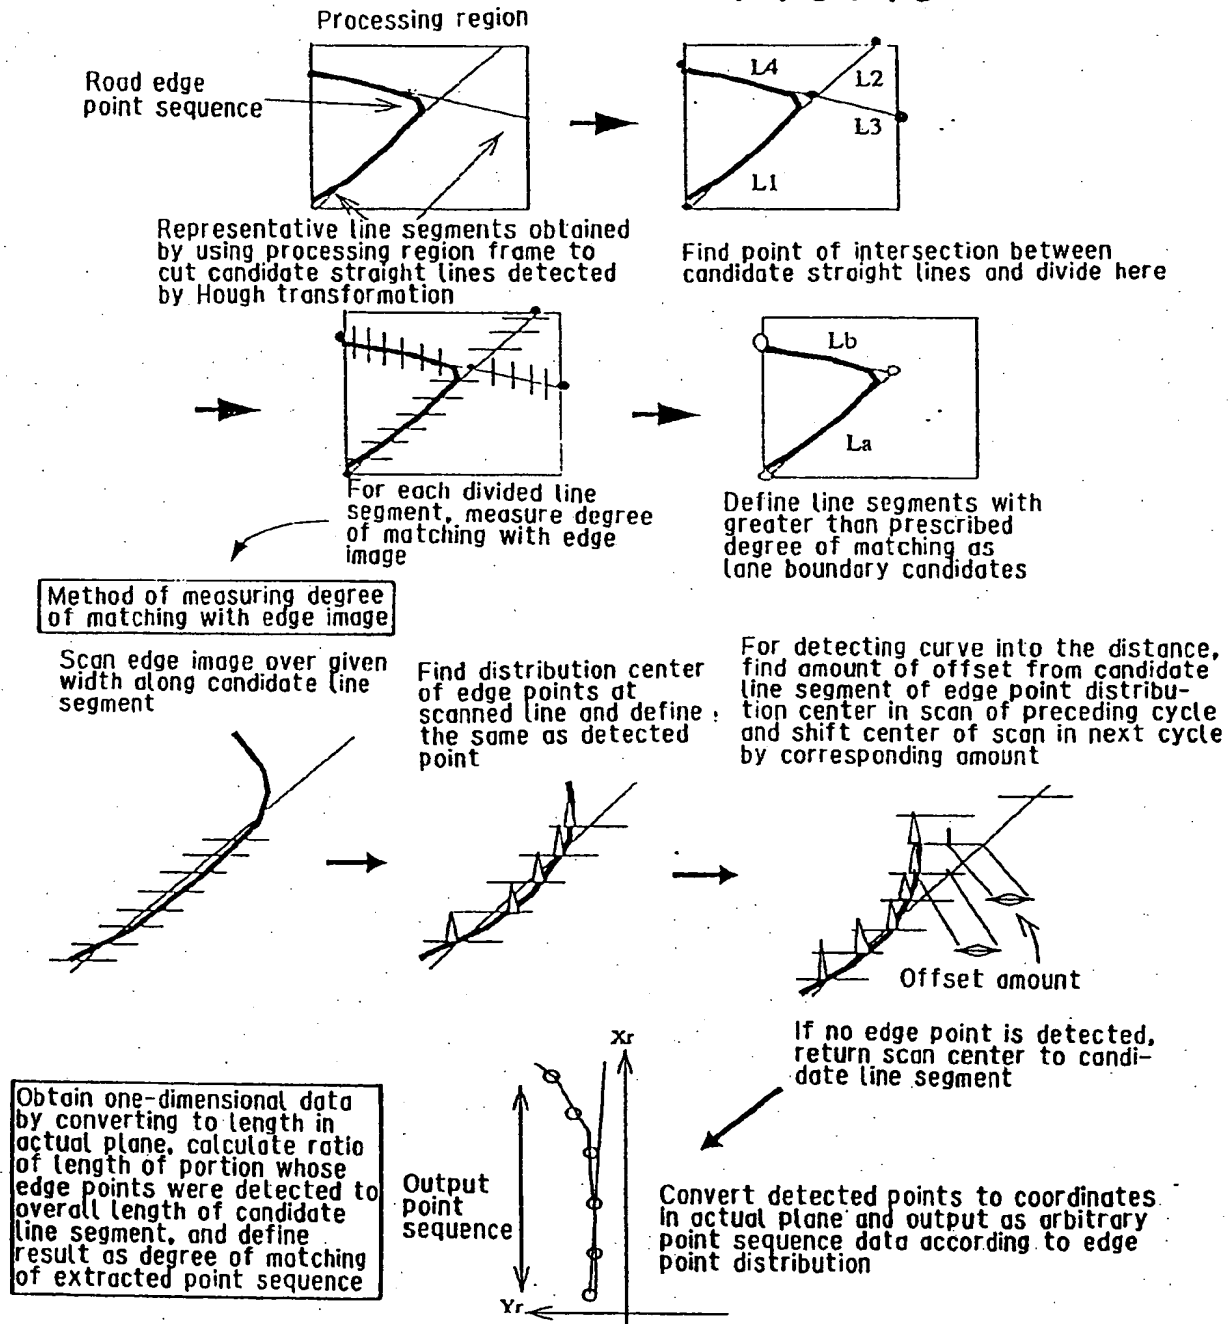 Processing region
Road edge
point sequence
L4
L2
L3
L1
Representative line segments obtained
by using processing region frame to
cut candidate straight lines detected
by Hough transformation
Find point of intersection between
candidate straight lines and divide here
Lb
La
For each divided line
segment, measure degree
of matching with edge
image
Define line segments with
greater than prescribed
degree of matching as
lane boundary candidates
Method of measuring degree
of matching with edge image
Scan edge image over given
width along candidate line
segment
Find distribution center
of edge points at
scanned line and define
the same as detected
point
For detecting curve into the distance,
find amount of offset from candidate
line segment of edge point distribu-
tion center in scan of preceding cycle
and shift center of scan in next cycle
by corresponding amount
Offset amount
If no edge point is detected,
return scan center to candi-
date line segment
Xr
Obtain one-dimensional data
by converting to length in
actual plane, calculate ratio
of length of portion whose
edge points were detected to
overall length of candidate
line segment, and define
result as degree of matching
of extracted point sequence
Output
point
sequence
Convert detected points to coordinates
in actual plane and output as arbitrary
point sequence data according to edge
point distribution
Yr